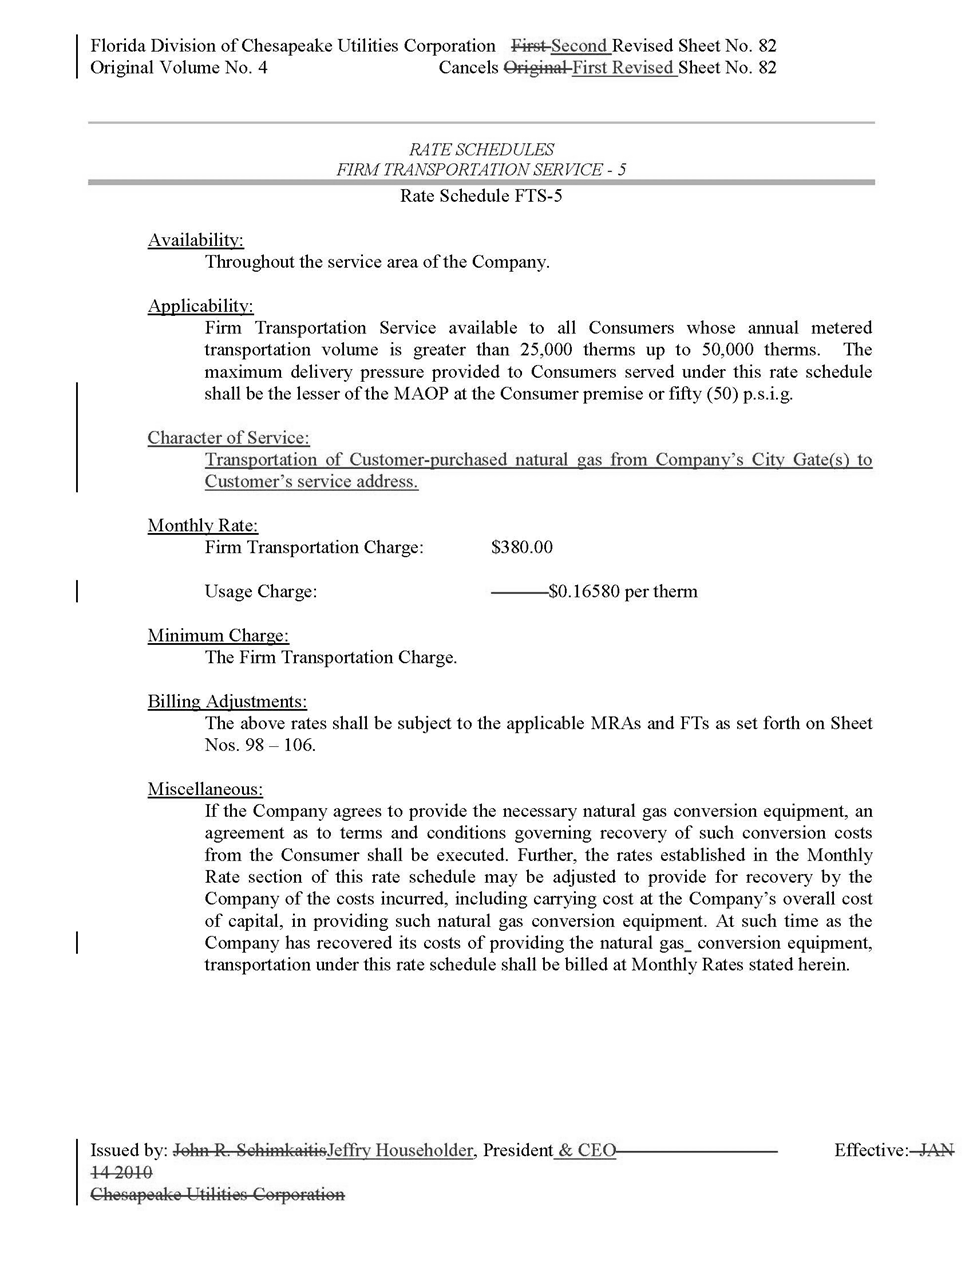 Florida Division of Chesapeake Utilities Corporation First Second Revised Sheet No. 82
Original Volume No. 4 Cancels Original First Revised Sheet No. 82
RATE SCHEDULES
FIRM TRANSPORTATION SERVICE - 5
Rate Schedule FTS-5
Availability:
Throughout the service area of the Company.
Applicability:
Firm Transportation Service available to all Consumers whose annual metered
transportation volume is greater than 25,000 therms up to 50,000 therms. The
maximum delivery pressure provided to Consumers served under this rate schedule
shall be the lesser of the MAOP at the Consumer premise or fifty (50) p.s.i.g.
Character of Service:
Transportation of Customer-purchased natural gas from Company's City Gate(s) to
Customer's service address.
Monthly Rate:
Firm Transportation Charge: $380.00
Usage Charge: $0.16580 per therm
Minimum Charge:
The Firm Transportation Charge.
Billing Adjustments:
The above rates shall be subject to the applicable MRAs and FTs as set forth on Sheet
Nos. 98 – 106.
Miscellaneous:
If the Company agrees to provide the necessary natural gas conversion equipment, an
agreement as to terms and conditions governing recovery of such conversion costs
from the Consumer shall be executed. Further, the rates established in the Monthly
Rate section of this rate schedule may be adjusted to provide for recovery by the
Company of the costs incurred, including carrying cost at the Company's overall cost
of capital, in providing such natural gas conversion equipment. At such time as the
Company has recovered its costs of providing the natural gas_ conversion equipment,
transportation under this rate schedule shall be billed at Monthly Rates stated herein.
Issued by: John R. SchimkaitisJeffry Householder, President & CEO Effective: JAN
14 2010
Chesapeake Utilities Corporation